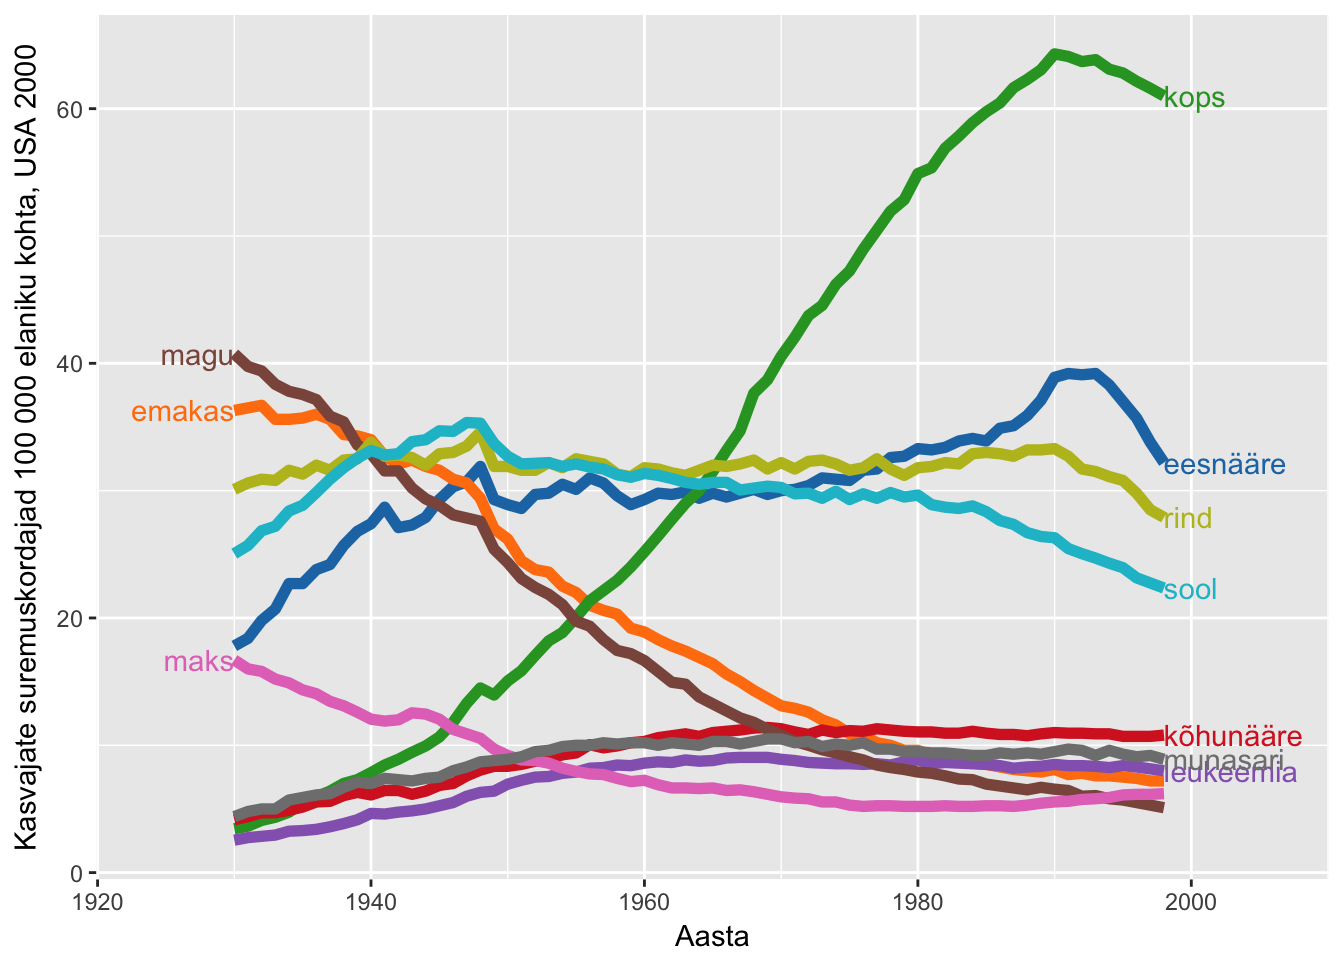 Kasvajate suremuskordajad 100 000 elaniku kohta, USA 2000
60
40
20
0
kops
magu
emakas
eesnääre
rind
sool
maks
kõhunääre
munasari
leukeemia
1920
1940
1960
1980
2000
Aasta